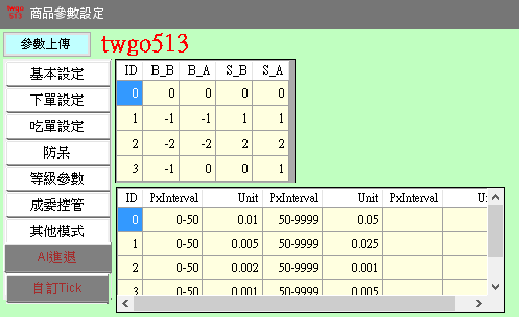 twgo
513 商品參數設定
參數上傳 twgo513
基本設定
下單設定
吃單設定
防呆
等級參數
成委控管
其他模式
AI進退
自訂Tick
ID B_B B_A S_B S_A
0 0 0 0 0
1 -1 -1 1 1
2 -2 -2 2 2
3 -1 0 0 1
ID PxInterval Unit PxInterval Unit PxInterval
0 0-50 0.01 50-9999 0.05
1 0-50 0.005 50-9999 0.025
2 0-50 0.002 50-9999 0.001
3 0-50 0.001 50-9999 0.005